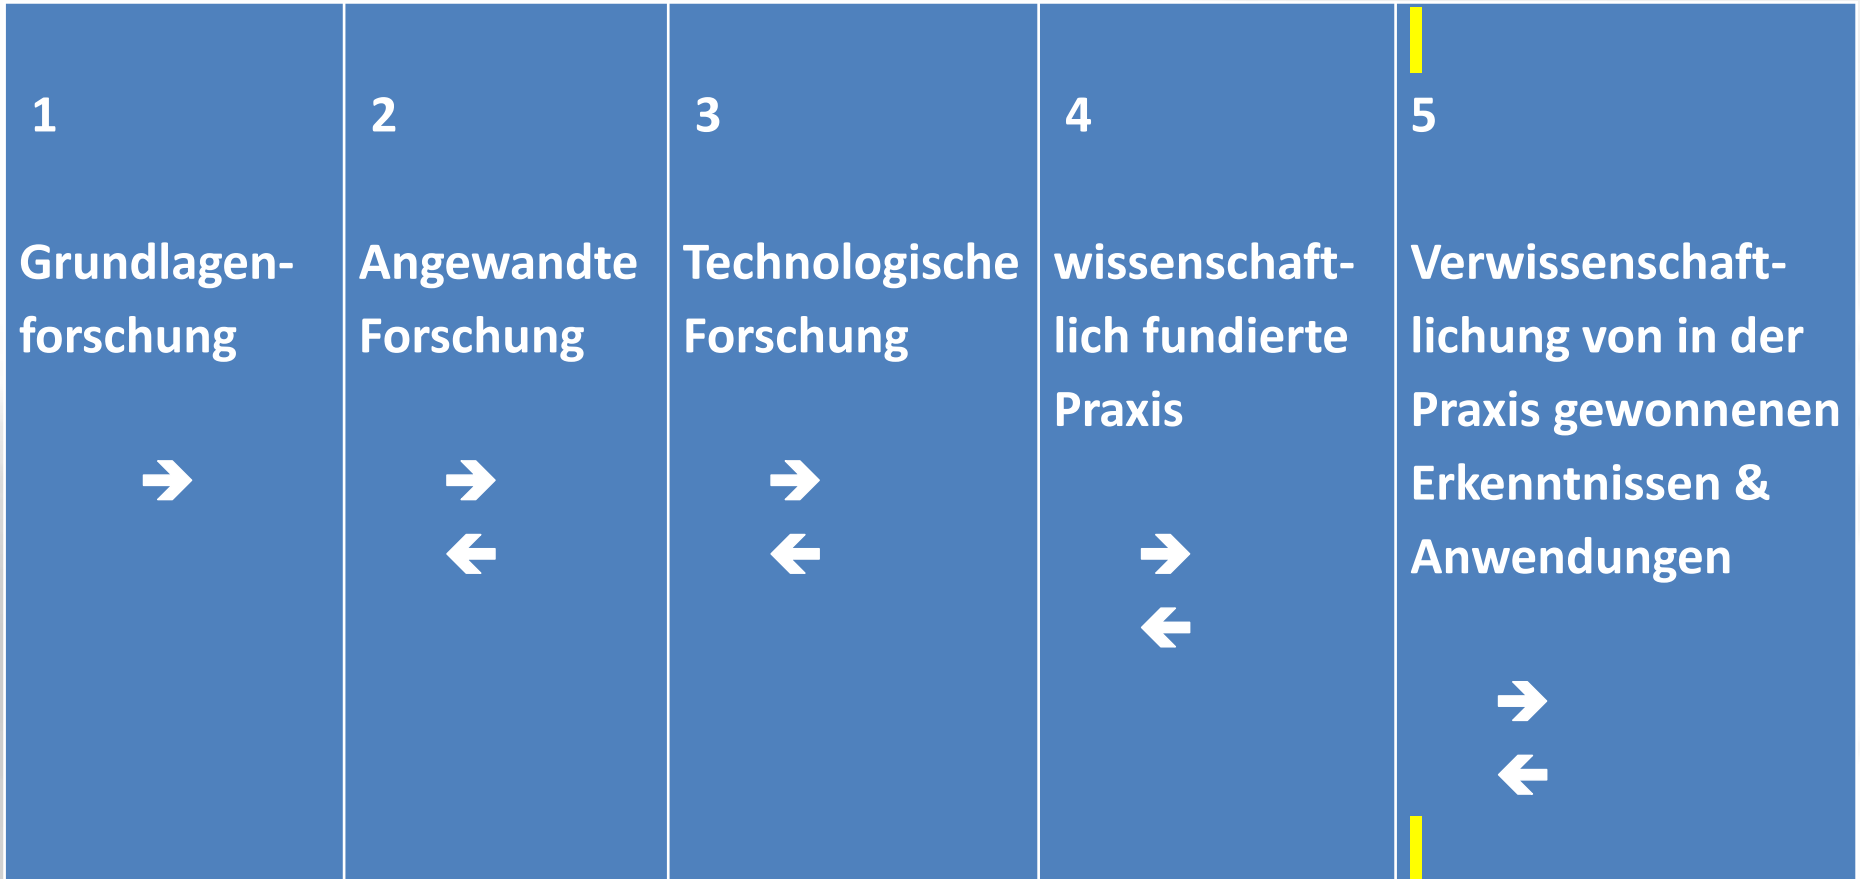 1
Grundlagen-
forschung
→
2
Angewandte
Forschung
→
←
3
Technologische
Forschung
→
←
4
wissenschaft-
lich fundierte
Praxis
→
←
5
Verwissenschaft-
lichung von in der
Praxis gewonnenen
Erkenntnissen &
Anwendungen
→
←